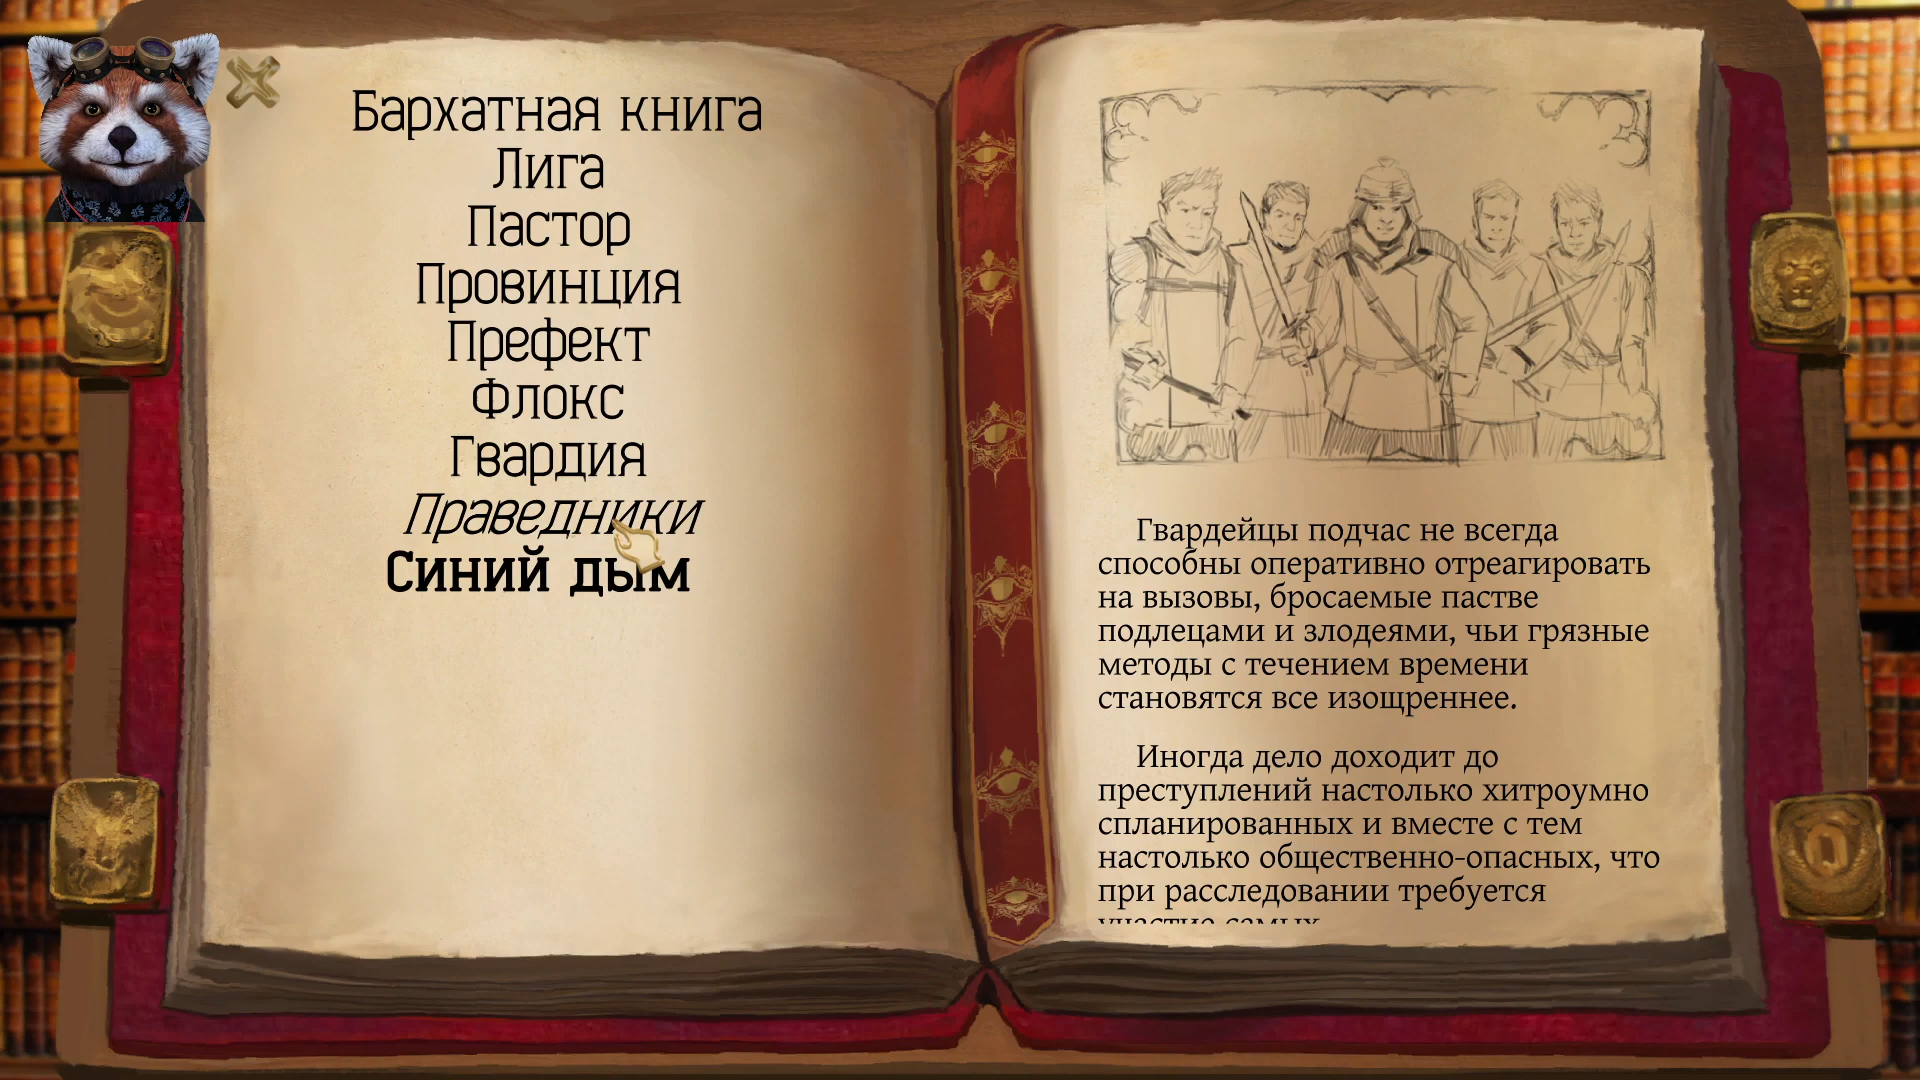 Бархатная книга
Лига
Пастор
Провинция
Префект
Флокс
Гвардия
Праведники
Синий дым
Гвардейцы подчас не всегда
способны оперативно отреагировать
на вызовы, бросаемые пастве
подлецами и злодеями, чьи грязные
методы с течением времени
становятся все изощреннее.
Иногда дело доходит до
преступлений настолько хитроумно
спланированных и вместе с тем
настолько общественно-опасных, что
при расследовании требуется
участие самых